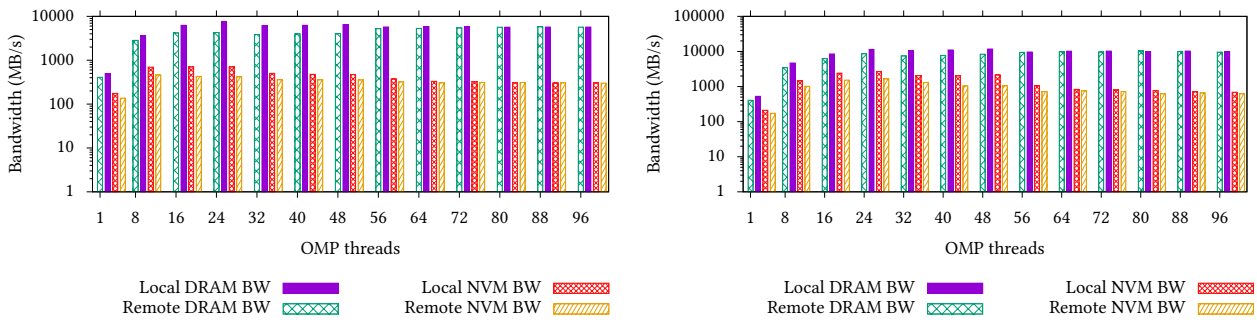 Bandwidth (MB/s)
10000
1000
100
10
1
1 8 16 24 32 40 48 56 64 72 80 88 96
OMP threads
Local DRAM BW Local NVM BW
Remote DRAM BW Remote NVM BW
Bandwidth (MB/s)
100000
10000
1000
100
10
1
1 8 16 24 32 40 48 56 64 72 80 88 96
OMP threads
Local DRAM BW Local NVM BW
Remote DRAM BW Remote NVM BW